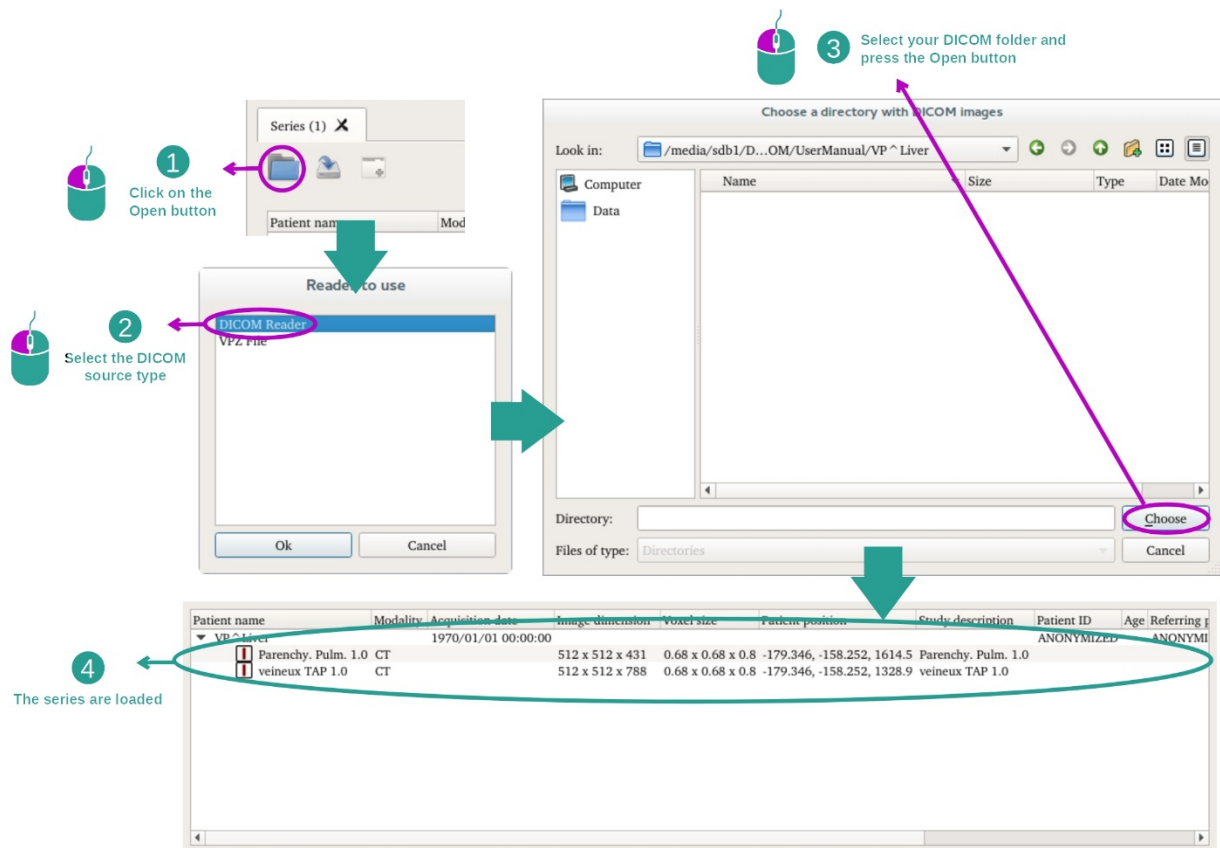 3
Select your DICOM folder and
press the Open button
Series (1)
1
Click on the
Open button
Patient nam
Mod
Choose a directory with DICOM images
Look in:
/media/sdb1/D...OM/UserManual/VP^Liver
Computer
Data
Name
Size
Type
Date Mo
Reader to use
DICOM Reader
VPZ File
2
Select the DICOM
source type
Ok
Cancel
Directory:
Choose
Files of type:
Directories
Cancel
Patient name Modality Acquisition date Image dimension Voxel size Patient position Study description Patient ID Age Referring p
VP^Liver 1970/01/01 00:00:00 ANONYMIZED ANONYMI
Parenchy. Pulm. 1.0 CT 512 x 512 x 431 0.68 x 0.68 x 0.8 -179.346, -158.252, 1614.5 Parenchy. Pulm. 1.0
veineux TAP 1.0 CT 512 x 512 x 788 0.68 x 0.68 x 0.8 -179.346, -158.252, 1328.9 veineux TAP 1.0
4
The series are loaded